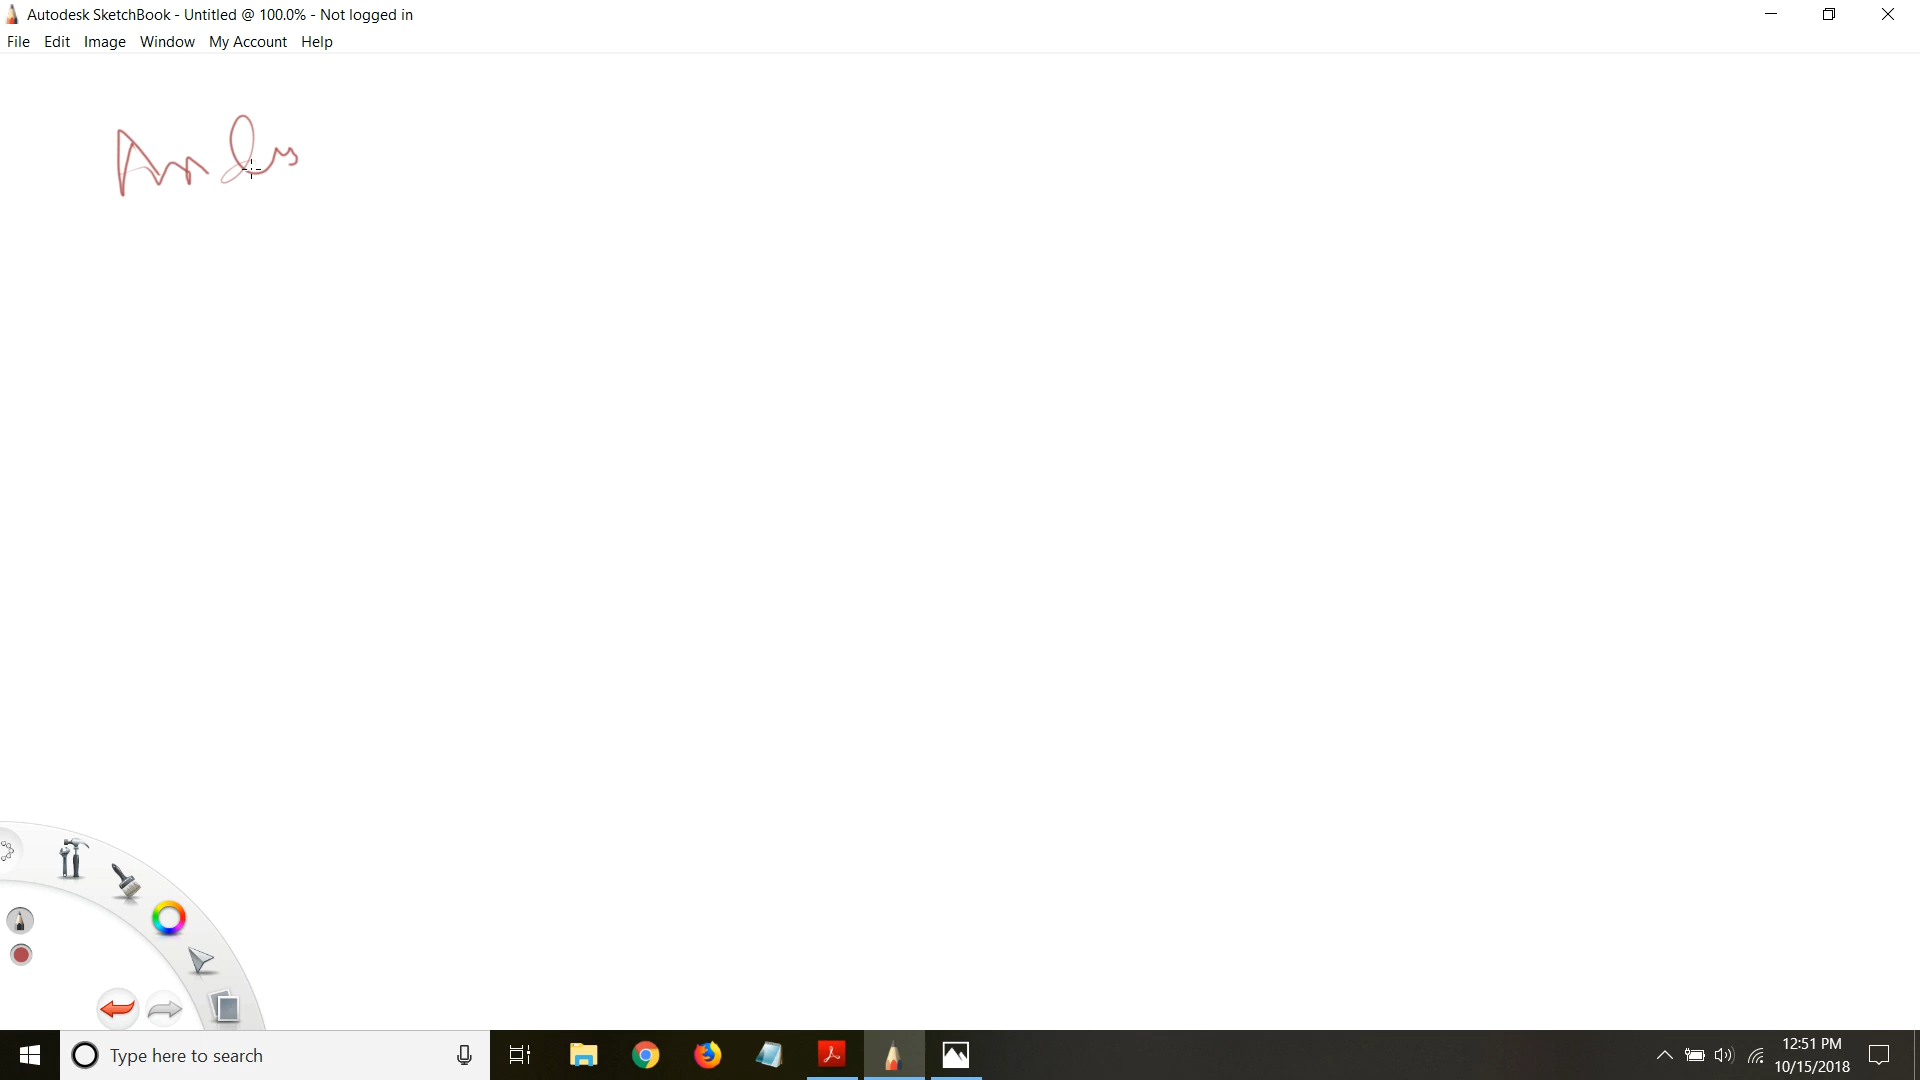 Autodesk SketchBook - Untitled @ 100.0% - Not logged in
File Edit Image Window My Account Help
Type here to search
12:51 PM
10/15/2018